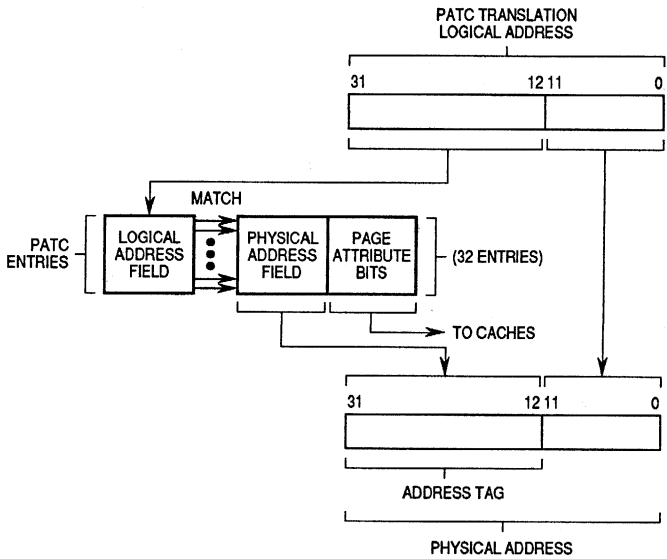 PATC TRANSLATION
LOGICAL ADDRESS
31 12 11 0
MATCH
PATC
ENTRIES
LOGICAL
ADDRESS
FIELD
PHYSICAL
ADDRESS
FIELD
PAGE
ATTRIBUTE
BITS
(32 ENTRIES)
TO CACHES
31 12 11 0
ADDRESS TAG
PHYSICAL ADDRESS